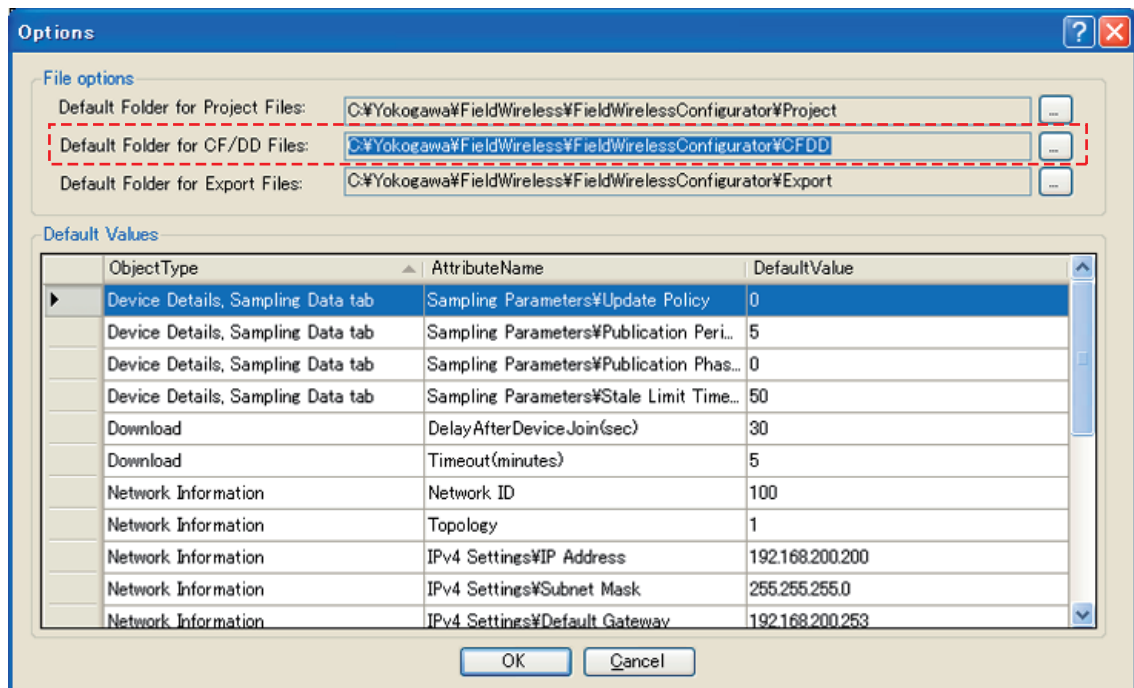 Options
File options
Default Folder for Project Files: C:¥Yokogawa¥FieldWireless¥FieldWirelessConfigurator¥Project ...
Default Folder for CF/DD Files: C:¥Yokogawa¥FieldWireless¥FieldWirelessConfigurator¥CFDD ...
Default Folder for Export Files: C:¥Yokogawa¥FieldWireless¥FieldWirelessConfigurator¥Export ...
Default Values
ObjectType AttributeName DefaultValue
Device Details, Sampling Data tab Sampling Parameters¥Update Policy 0
Device Details, Sampling Data tab Sampling Parameters¥Publication Peri... 5
Device Details, Sampling Data tab Sampling Parameters¥Publication Phas... 0
Device Details, Sampling Data tab Sampling Parameters¥Stale Limit Time... 50
Download DelayAfterDeviceJoin(sec) 30
Download Timeout(minutes) 5
Network Information Network ID 100
Network Information Topology 1
Network Information IPv4 Settings¥IP Address 192.168.200.200
Network Information IPv4 Settings¥Subnet Mask 255.255.255.0
Network Information IPv4 Settings¥Default Gateway 192.168.200.253
OK Cancel